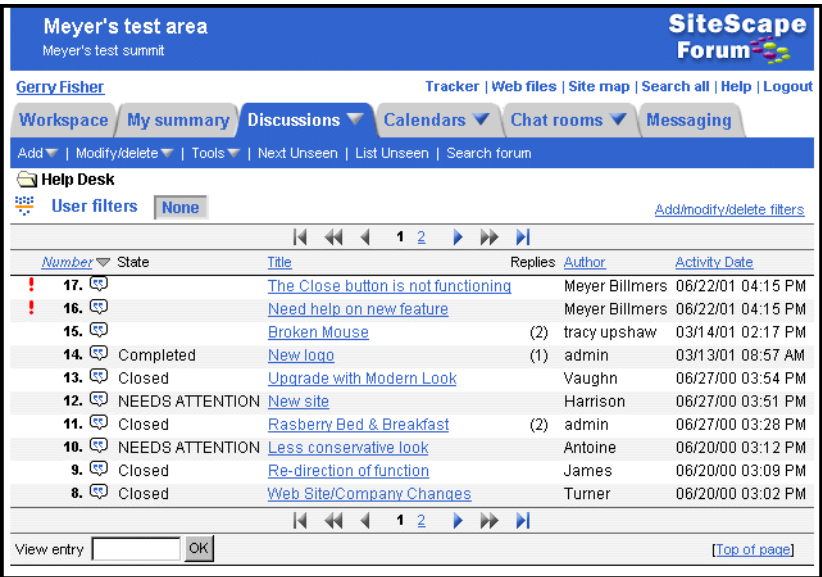 Meyer's test area
Meyer's test summit
SiteScape
Forum
Gerry Fisher
Tracker | Web files | Site map | Search all | Help | Logout
Workspace My summary Discussions Calendars Chat rooms Messaging
Add | Modify/delete | Tools | Next Unseen | List Unseen | Search forum
Help Desk
User filters None Add/modify/delete filters
1 2
Number State Title Replies Author Activity Date
! 17. The Close button is not functioning Meyer Billmers 06/22/01 04:15 PM
! 16. Need help on new feature Meyer Billmers 06/22/01 04:15 PM
15. Broken Mouse (2) tracy upshaw 03/14/01 02:17 PM
14. Completed New logo (1) admin 03/13/01 08:57 AM
13. Closed Upgrade with Modern Look Vaughn 06/27/00 03:54 PM
12. NEEDS ATTENTION New site Harrison 06/27/00 03:51 PM
11. Closed Rasberry Bed & Breakfast (2) admin 06/27/00 03:28 PM
10. NEEDS ATTENTION Less conservative look Antoine 06/20/00 03:12 PM
9. Closed Re-direction of function James 06/20/00 03:09 PM
8. Closed Web Site/Company Changes Turner 06/20/00 03:02 PM
1 2
View entry OK [Top of page]